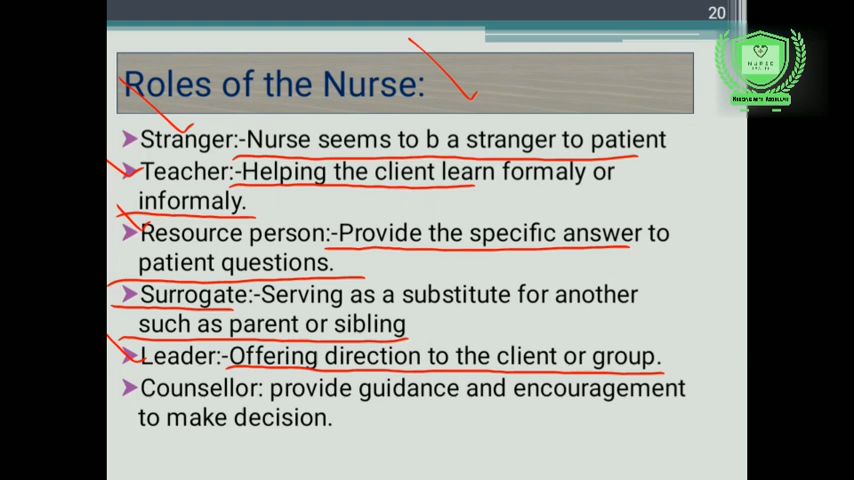 20
Roles of the Nurse:
Stranger:-Nurse seems to b a stranger to patient
Teacher:-Helping the client learn formaly or
informaly.
Resource person:-Provide the specific answer to
patient questions.
Surrogate:-Serving as a substitute for another
such as parent or sibling
Leader:-Offering direction to the client or group.
Counsellor: provide guidance and encouragement
to make decision.
NURSE